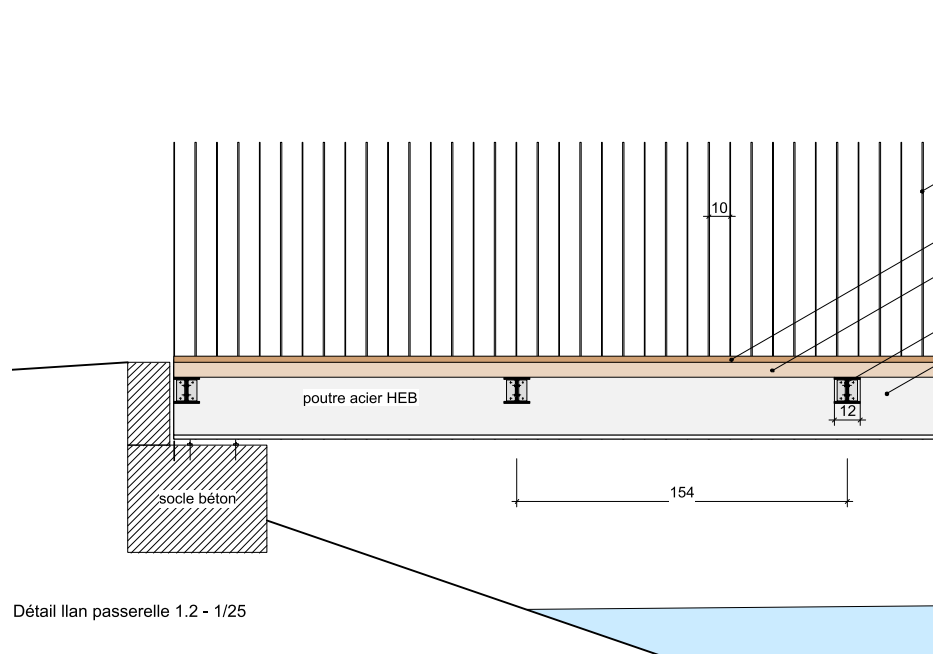 10
poutre acier HEB
12
154
socle béton
Détail llan passerelle 1.2 - 1/25